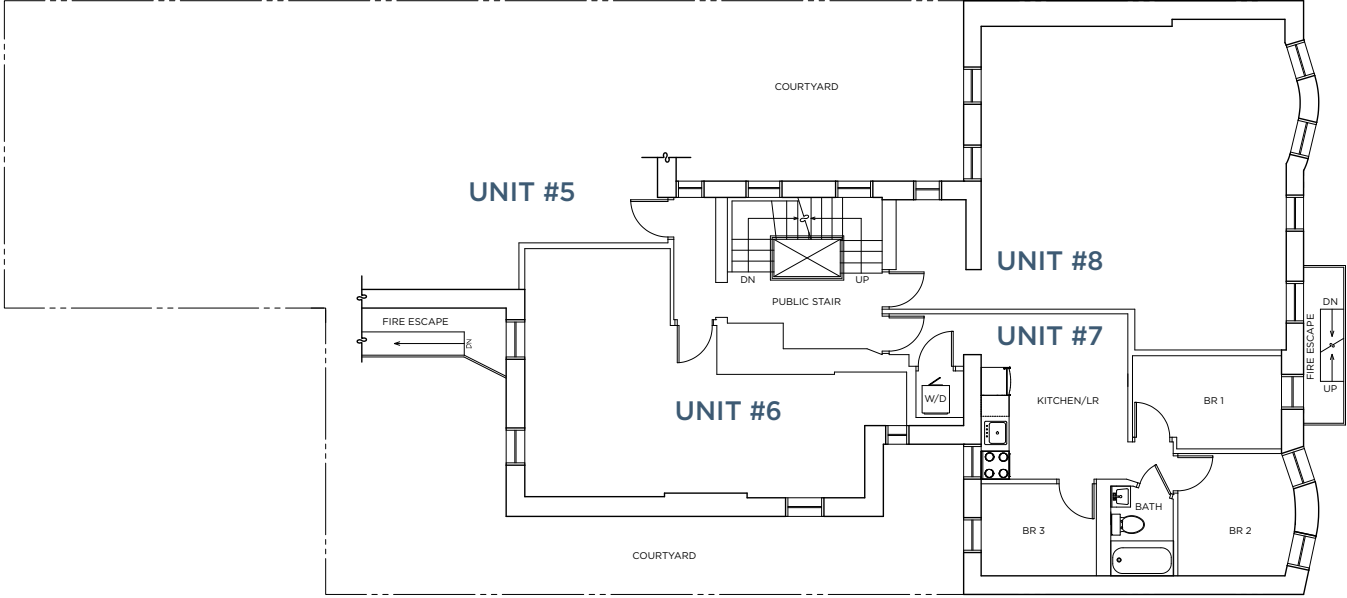 COURTYARD
UNIT #5
UNIT #8
DN
UP
PUBLIC STAIR
DN
FIRE ESCAPE
UP
FIRE ESCAPE
DN
UNIT #7
W/D
KITCHEN/LR
BR 1
UNIT #6
BATH
BR 3
BR 2
COURTYARD